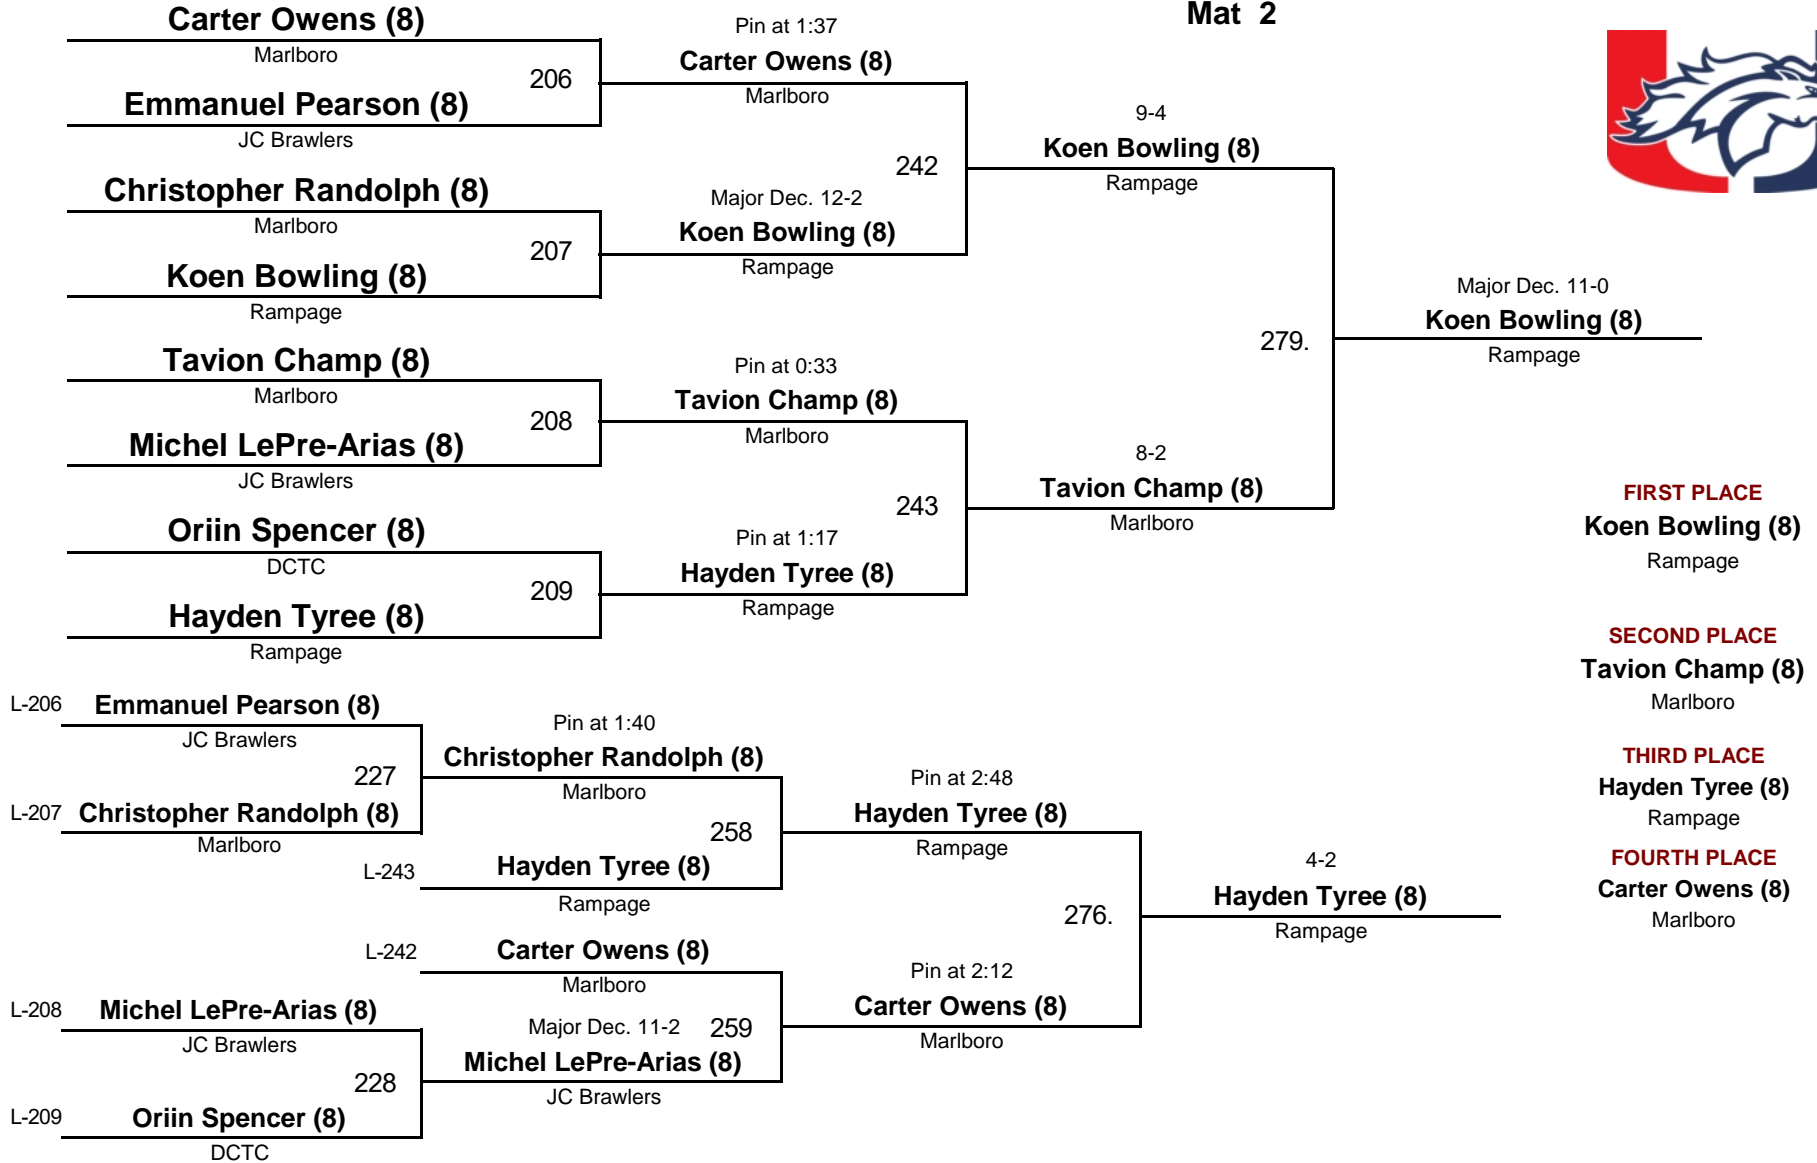 Mat 2
Carter Owens (8)
Marlboro
206
Emmanuel Pearson (8)
JC Brawlers
Christopher Randolph (8)
Marlboro
207
Koen Bowling (8)
Rampage
Tavion Champ (8)
Marlboro
208
Michel LePre-Arias (8)
JC Brawlers
Oriin Spencer (8)
DCTC
209
Hayden Tyree (8)
Rampage
Pin at 1:37
Carter Owens (8)
Marlboro
242
Major Dec. 12-2
Koen Bowling (8)
Rampage
Pin at 0:33
Tavion Champ (8)
Marlboro
243
Pin at 1:17
Hayden Tyree (8)
Rampage
9-4
Koen Bowling (8)
Rampage
279.
8-2
Tavion Champ (8)
Marlboro
Major Dec. 11-0
Koen Bowling (8)
Rampage
FIRST PLACE
Koen Bowling (8)
Rampage
SECOND PLACE
Tavion Champ (8)
Marlboro
THIRD PLACE
Hayden Tyree (8)
Rampage
FOURTH PLACE
Carter Owens (8)
Marlboro
L-206 Emmanuel Pearson (8)
JC Brawlers
227
L-207 Christopher Randolph (8)
Marlboro
Pin at 1:40
Christopher Randolph (8)
Marlboro
258
L-243 Hayden Tyree (8)
Rampage
L-242 Carter Owens (8)
Marlboro
Major Dec. 11-2 259
Michel LePre-Arias (8)
JC Brawlers
L-208 Michel LePre-Arias (8)
JC Brawlers
228
L-209 Oriin Spencer (8)
DCTC
Pin at 2:48
Hayden Tyree (8)
Rampage
276.
Pin at 2:12
Carter Owens (8)
Marlboro
4-2
Hayden Tyree (8)
Rampage